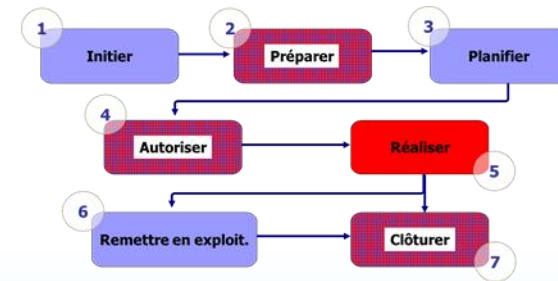 1
Initier
2
Préparer
3
Planifier
4
Autoriser
Réaliser
5
6
Remettre en exploit.
Clôturer
7